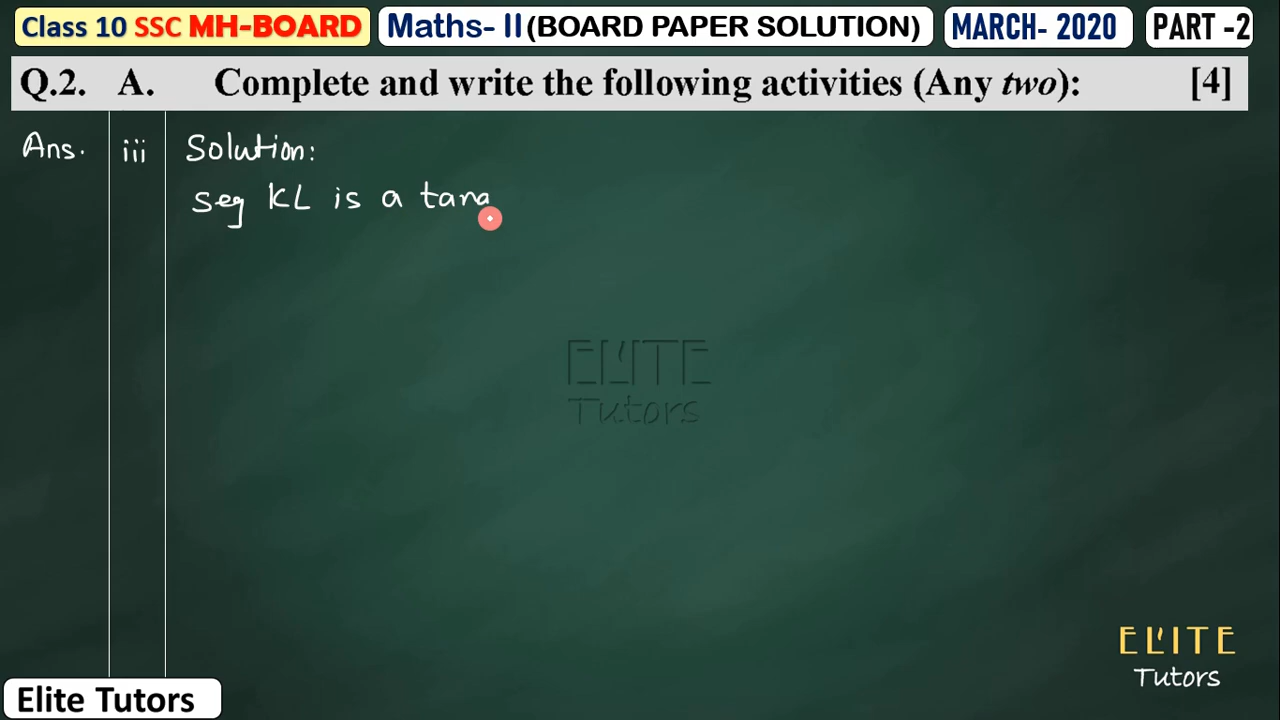 Class 10 SSC MH-BOARD Maths- II (BOARD PAPER SOLUTION) MARCH- 2020 PART -2
Q.2. A. Complete and write the following activities (Any two): [4]
Ans. iii Solution:
seg KL is a tang
ELITE
Tutors
ELITE
Tutors
Elite Tutors